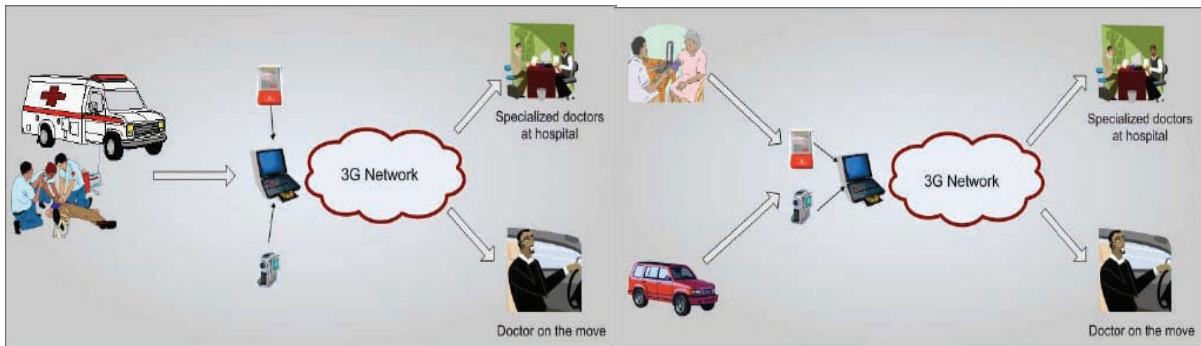 Specialized doctors
at hospital
3G Network
Doctor on the move
Specialized doctors
at hospital
3G Network
Doctor on the move